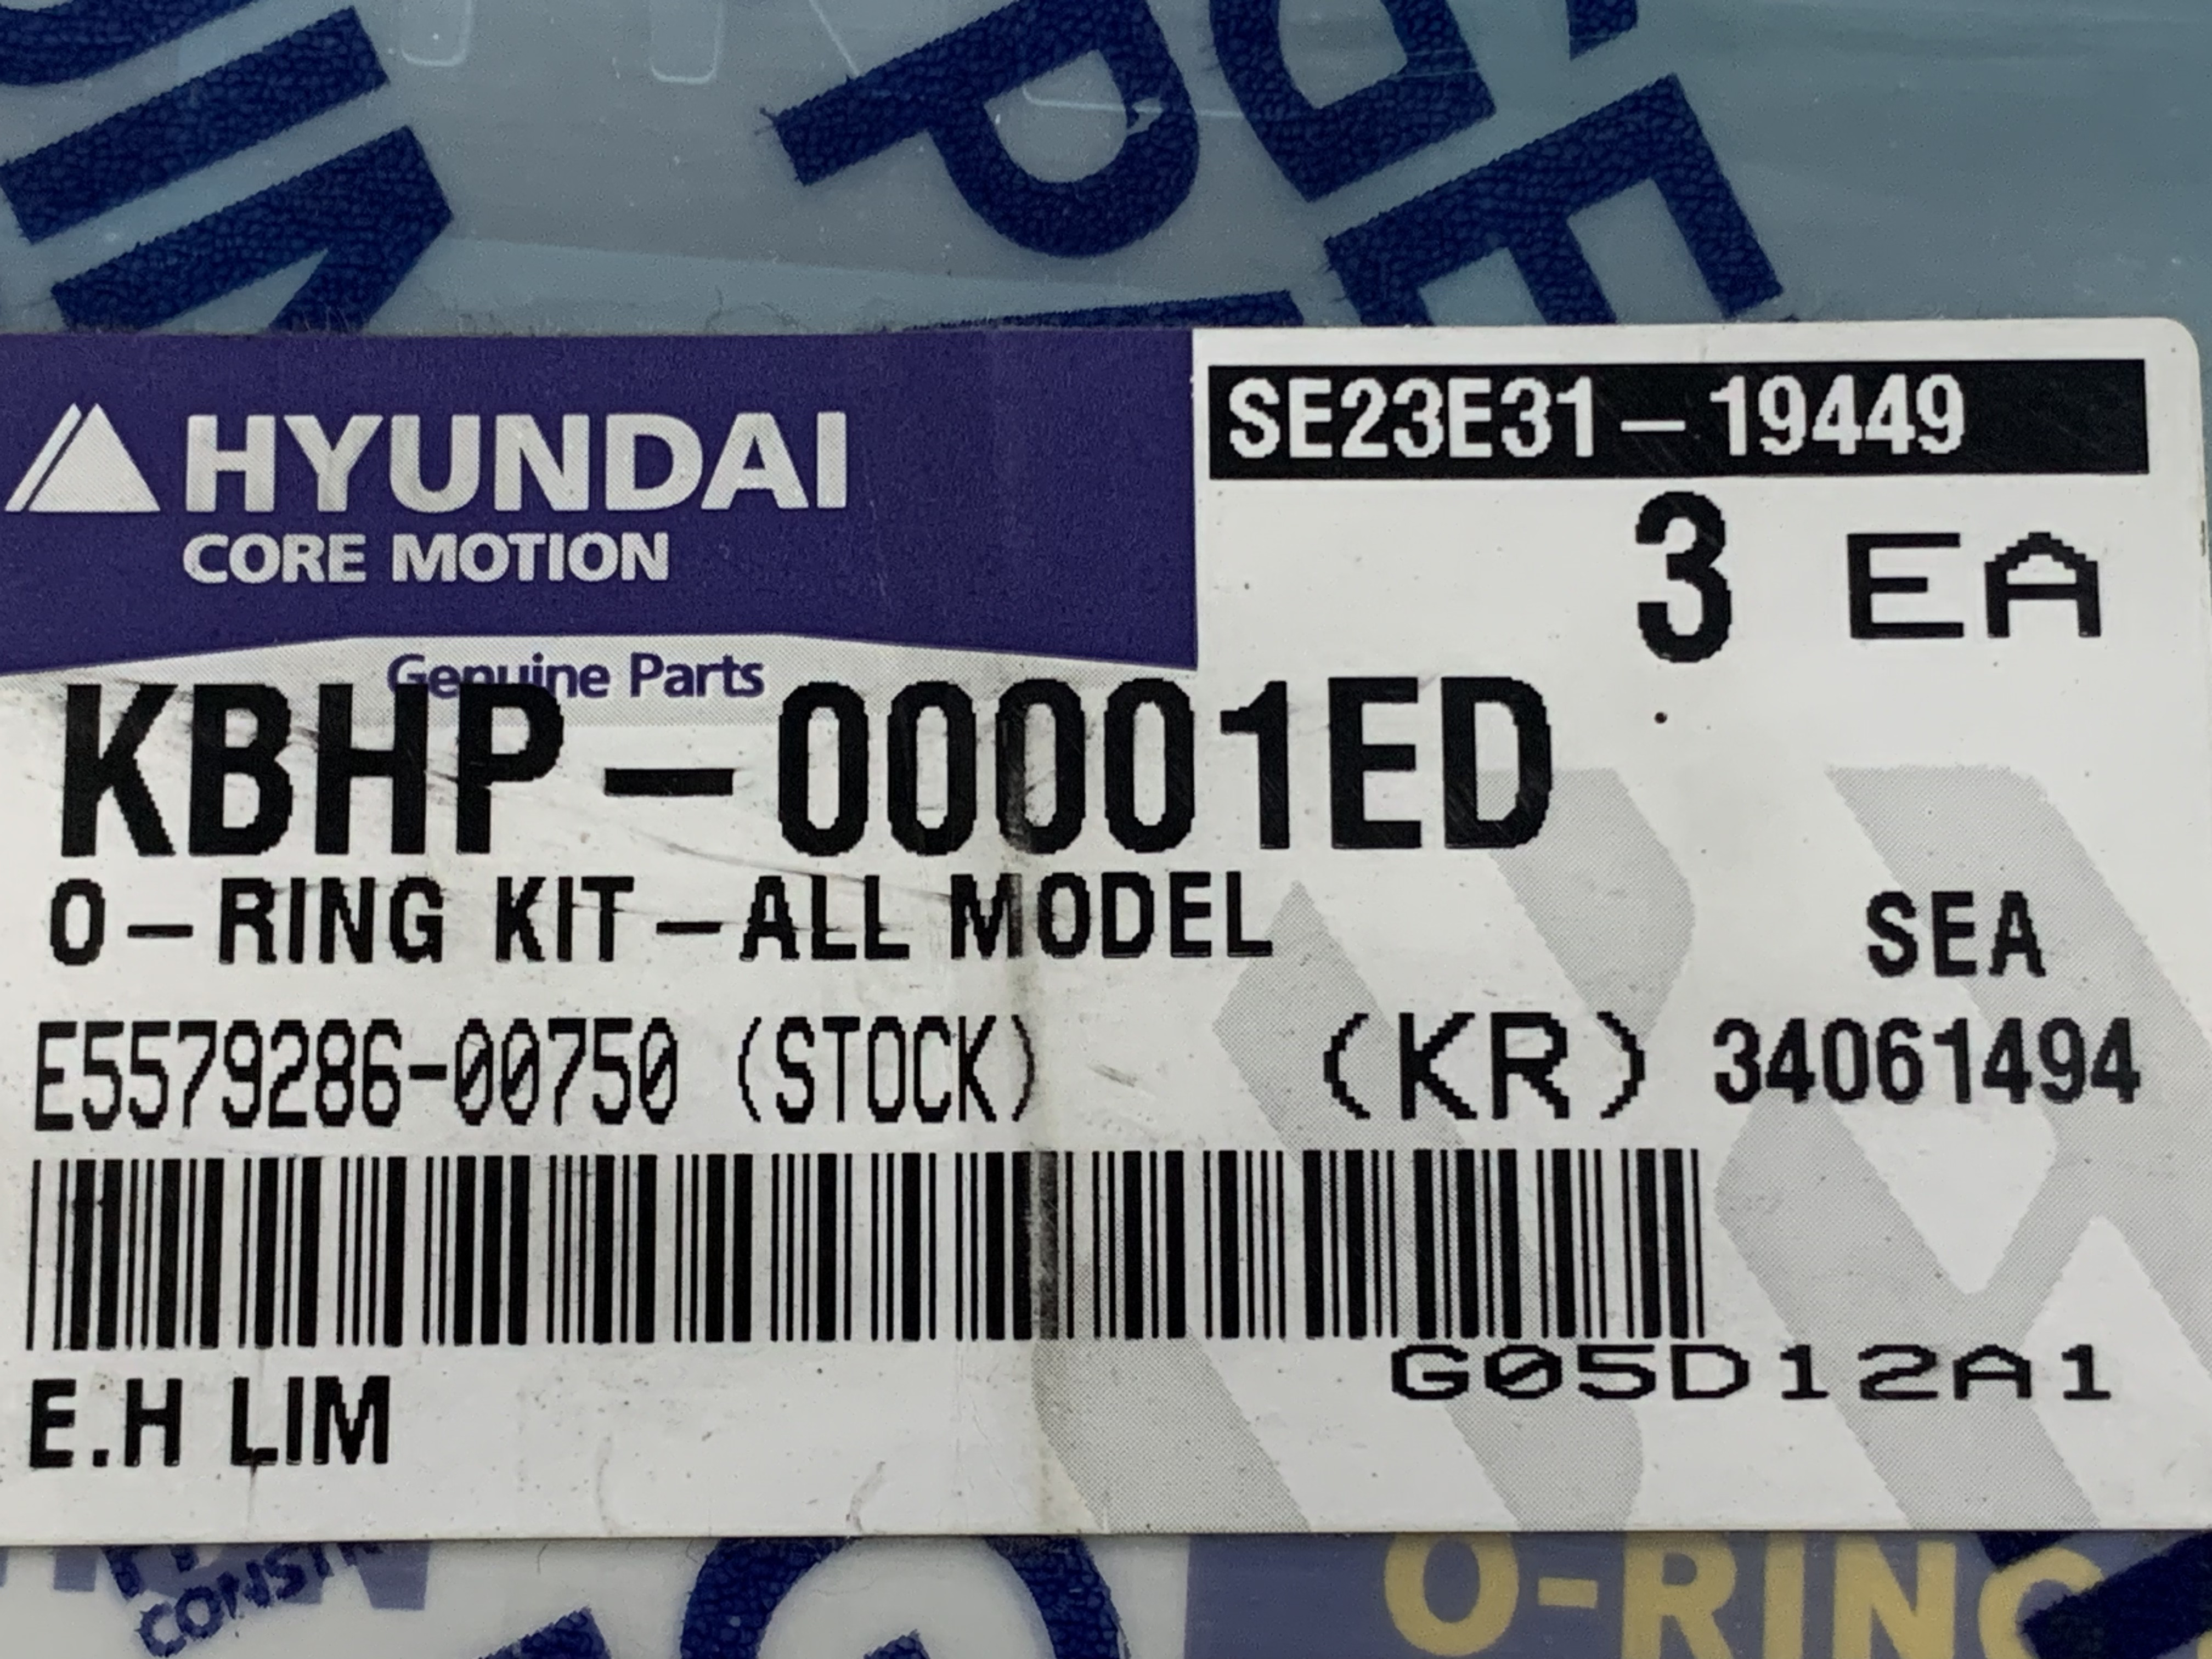 HYUNDAI
CORE MOTION
Genuine Parts
SE23E31-19449
3 EA
KBHP-00001ED
O-RING KIT-ALL MODEL
SEA
E5579286-00750 (STOCK)
(KR) 34061494
G05D12A1
E.H LIM
O-RING